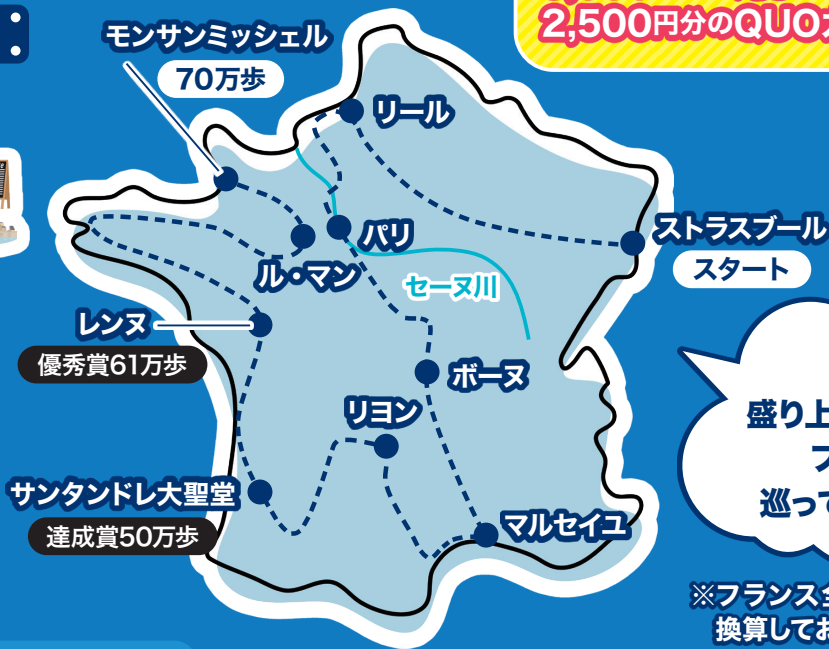 2,500円分のQUO
モンサンミッシェル
70万歩
リール
パリ
ストラスブール
スタート
ル・マン
セーヌ川
レンヌ
優秀賞61万歩
ボーヌ
リヨン
盛り上
フ
巡って
サンタンドレ大聖堂
達成賞50万歩
マルセイユ
※フランス全
換算してお